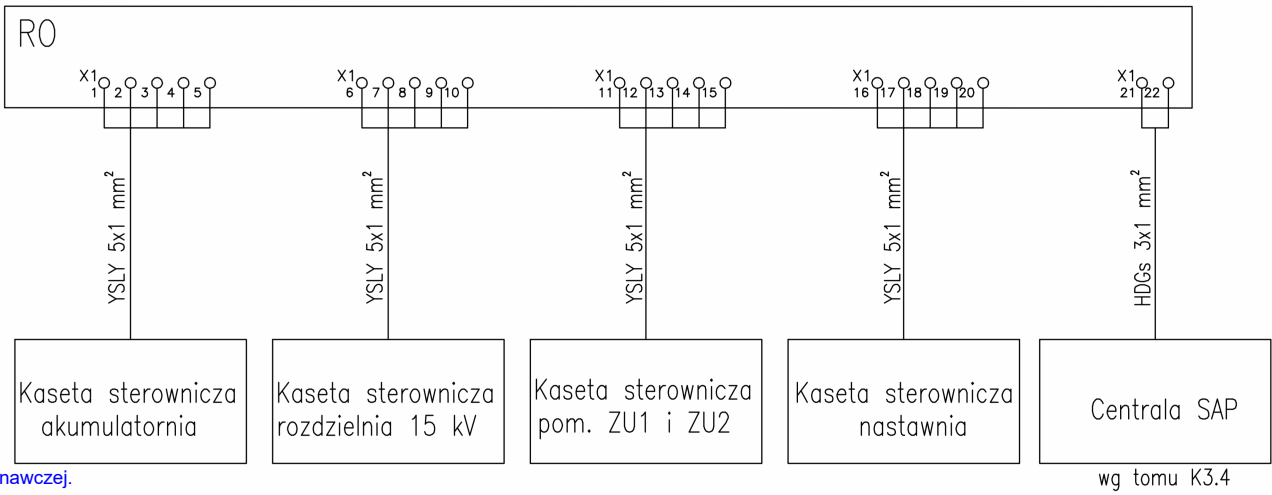 RO
X1 X1 X1 X1 X1
1 2 3 4 5 6 7 8 9 10 11 12 13 14 15 16 17 18 19 20 21 22
YSLY 5x1 mm²
YSLY 5x1 mm²
YSLY 5x1 mm²
YSLY 5x1 mm²
HDGs 3x1 mm²
Kaseta sterownicza
akumulatornia
Kaseta sterownicza
rozdzielnia 15 kV
Kaseta sterownicza
pom. ZU1 i ZU2
Kaseta sterownicza
nastawnia
Centrala SAP
wg tomu K3.4
nawczej.